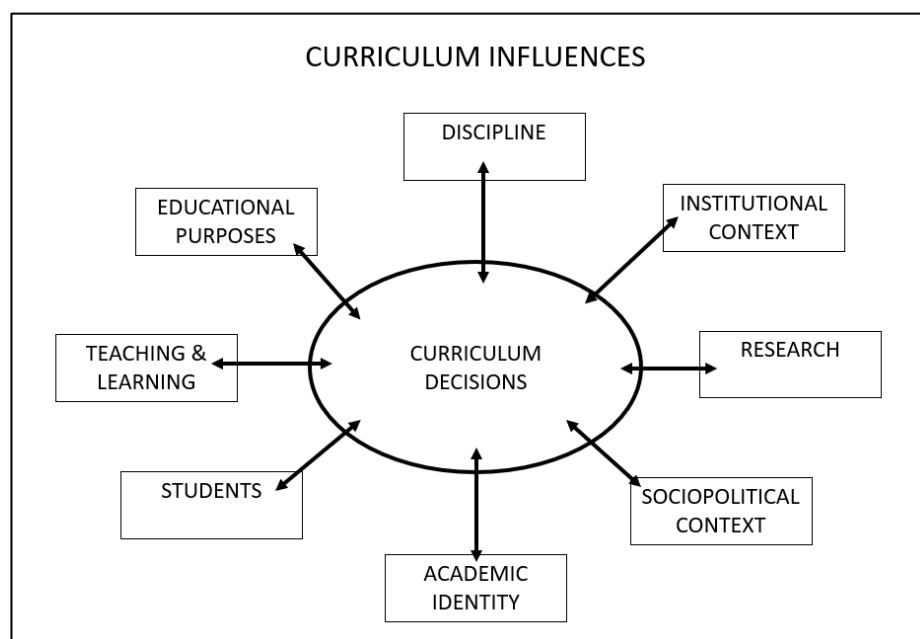 CURRICULUM INFLUENCES
DISCIPLINE
EDUCATIONAL
PURPOSES
INSTITUTIONAL
CONTEXT
TEACHING &
LEARNING
CURRICULUM
DECISIONS
RESEARCH
STUDENTS
SOCIOPOLITICAL
CONTEXT
ACADEMIC
IDENTITY